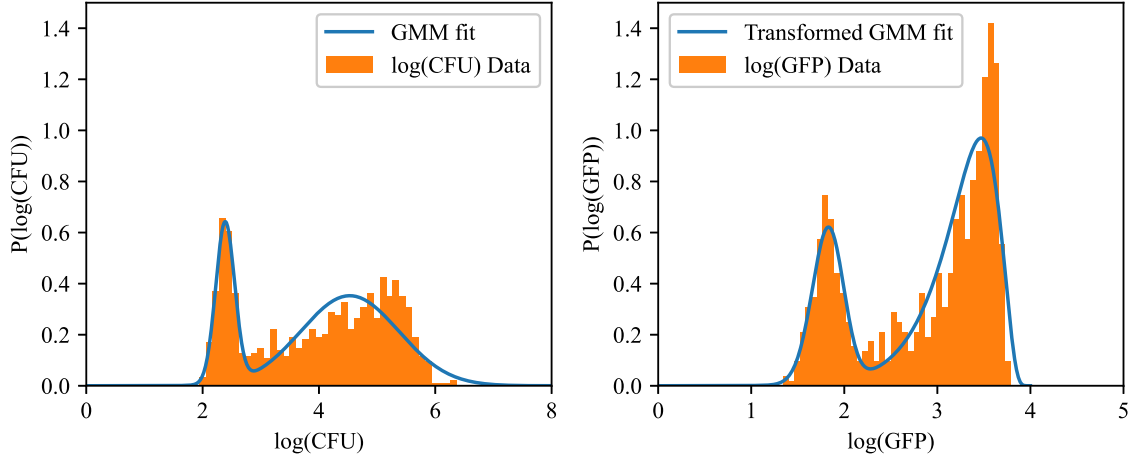 1.4
1.2
1.0
0.8
0.6
0.4
0.2
0.0
P(log(CFU))
GMM fit
log(CFU) Data
0 2 4 6 8
log(CFU)
1.4
1.2
1.0
0.8
0.6
0.4
0.2
0.0
P(log(GFP))
Transformed GMM fit
log(GFP) Data
0 1 2 3 4 5
log(GFP)